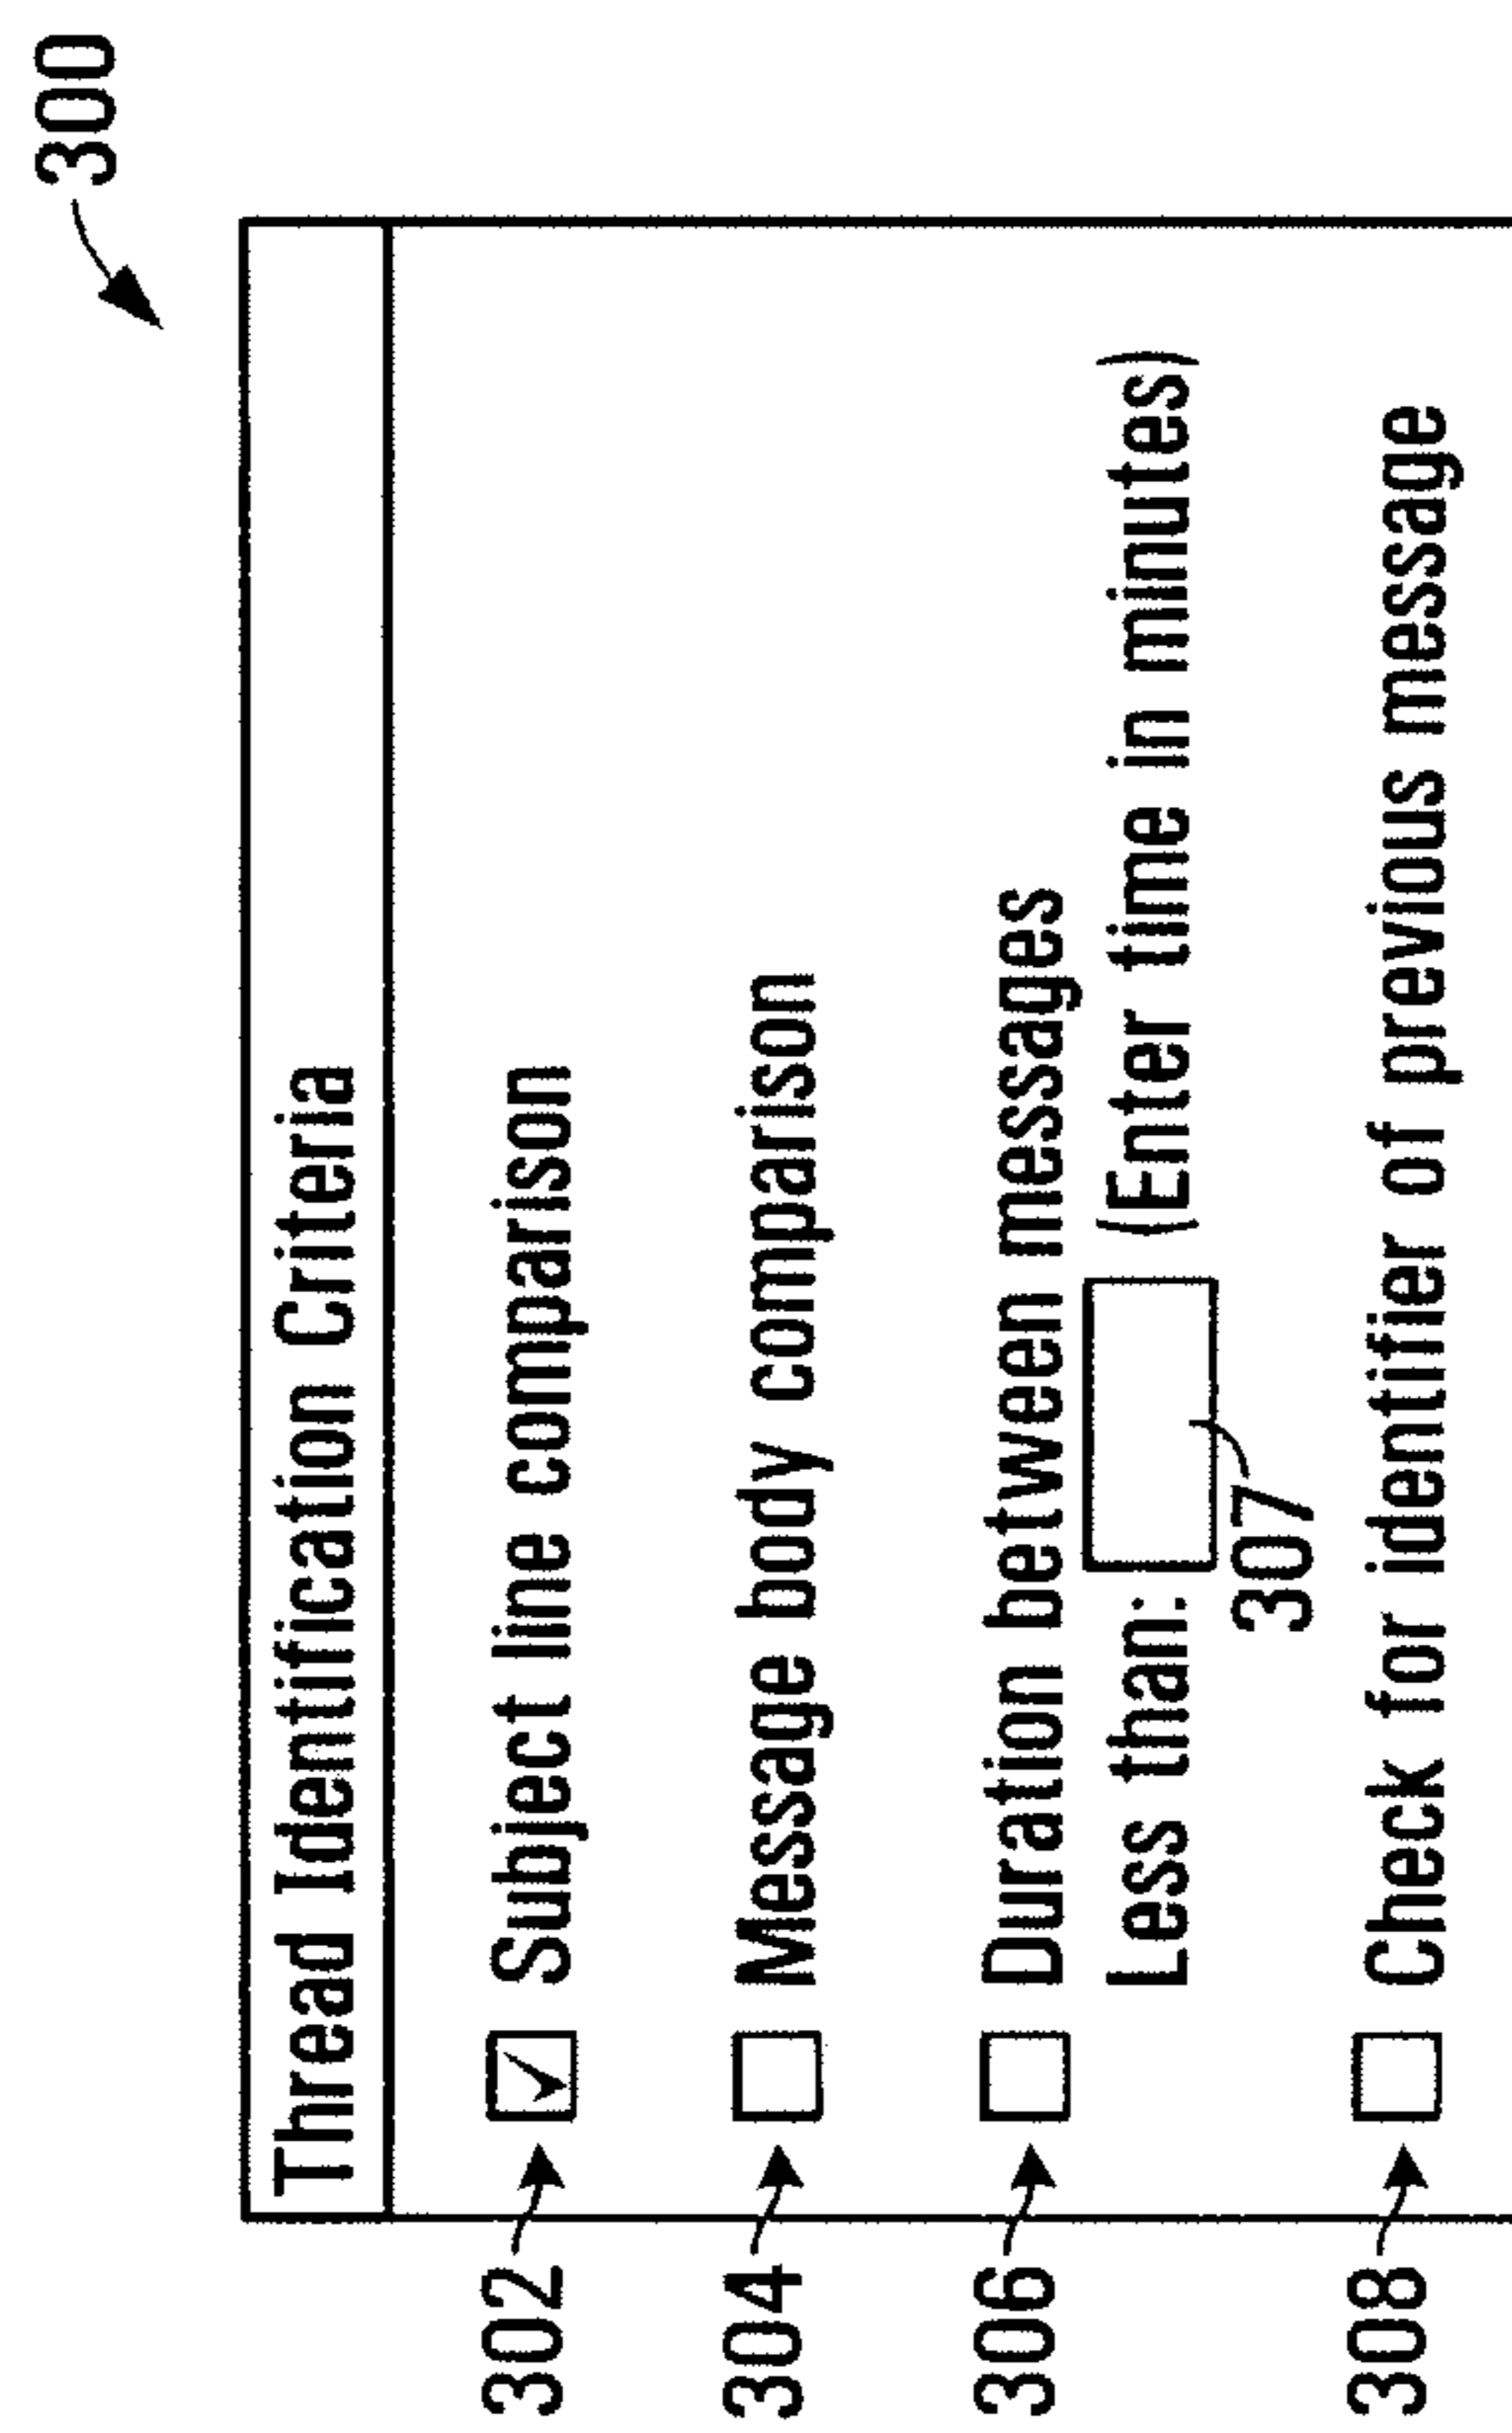 300
Thread Identification Criteria
302 Subject line comparison
304 Message body comparison
306 Duration between messages
Less than: (Enter time in minutes)
307
308 Check for identifier of previous message